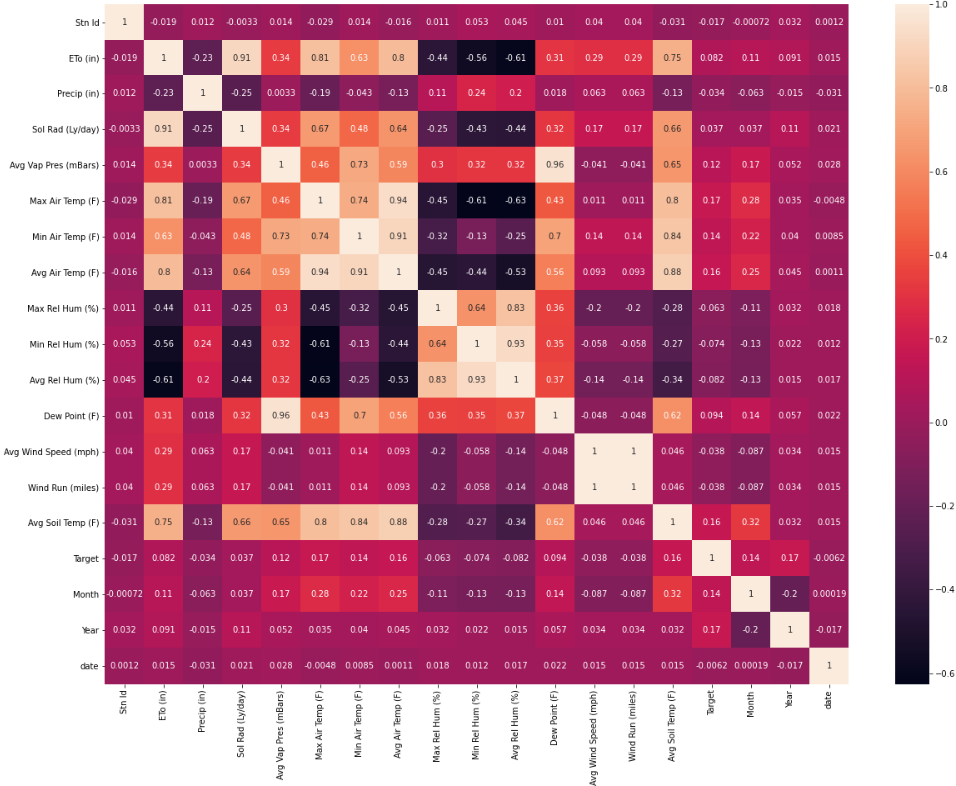 Stn Id 1 -0.019 0.012 -0.0033 0.014 -0.029 0.014 -0.016 0.011 0.053 0.045 0.01 0.04 0.04 -0.031 -0.017 -0.00072 0.032 0.0012
ETo (in) -0.019 1 -0.23 0.91 0.34 0.81 0.63 0.8 -0.44 -0.56 -0.61 0.31 0.29 0.29 0.75 0.082 0.11 0.091 0.015
Precip (in) 0.012 -0.23 1 -0.25 0.0033 -0.19 -0.043 -0.13 0.11 0.24 0.2 0.018 0.063 0.063 -0.13 -0.034 -0.063 -0.015 -0.031
Sol Rad (Ly/day) -0.0033 0.91 -0.25 1 0.34 0.67 0.48 0.64 -0.25 -0.43 -0.44 0.32 0.17 0.17 0.66 0.037 0.037 0.11 0.021
Avg Vap Pres (mBars) 0.014 0.34 0.0033 0.34 1 0.46 0.73 0.59 0.3 0.32 0.32 0.96 -0.041 -0.041 0.65 0.12 0.17 0.052 0.028
Max Air Temp (F) -0.029 0.81 -0.19 0.67 0.46 1 0.74 0.94 -0.45 -0.61 -0.63 0.43 0.011 0.011 0.8 0.17 0.28 0.035 -0.0048
Min Air Temp (F) 0.014 0.63 -0.043 0.48 0.73 0.74 1 0.91 -0.32 -0.13 -0.25 0.7 0.14 0.14 0.84 0.14 0.22 0.04 0.0085
Avg Air Temp (F) -0.016 0.8 -0.13 0.64 0.59 0.94 0.91 1 -0.45 -0.44 -0.53 0.56 0.093 0.093 0.88 0.16 0.25 0.045 0.0011
Max Rel Hum (%) 0.011 -0.44 0.11 -0.25 0.3 -0.45 -0.32 -0.45 1 0.64 0.83 0.36 -0.2 -0.2 -0.28 -0.063 -0.11 0.032 0.018
Min Rel Hum (%) 0.053 -0.56 0.24 -0.43 0.32 -0.61 -0.13 -0.44 0.64 1 0.93 0.35 -0.058 -0.058 -0.27 -0.074 -0.13 0.022 0.012
Avg Rel Hum (%) 0.045 -0.61 0.2 -0.44 0.32 -0.63 -0.25 -0.53 0.83 0.93 1 0.37 -0.14 -0.14 -0.34 -0.082 -0.13 0.015 0.017
Dew Point (F) 0.01 0.31 0.018 0.32 0.96 0.43 0.7 0.56 0.36 0.35 0.37 1 -0.048 -0.048 0.62 0.094 0.14 0.057 0.022
Avg Wind Speed (mph) 0.04 0.29 0.063 0.17 -0.041 0.011 0.14 0.093 -0.2 -0.058 -0.14 -0.048 1 1 0.046 -0.038 -0.087 0.034 0.015
Wind Run (miles) 0.04 0.29 0.063 0.17 -0.041 0.011 0.14 0.093 -0.2 -0.058 -0.14 -0.048 1 1 0.046 -0.038 -0.087 0.034 0.015
Avg Soil Temp (F) -0.031 0.75 -0.13 0.66 0.65 0.8 0.84 0.88 -0.28 -0.27 -0.34 0.62 0.046 0.046 1 0.16 0.32 0.032 0.015
Target -0.017 0.082 -0.034 0.037 0.12 0.17 0.14 0.16 -0.063 -0.074 -0.082 0.094 -0.038 -0.038 0.16 1 0.14 0.17 -0.0062
Month -0.00072 0.11 -0.063 0.037 0.17 0.28 0.22 0.25 -0.11 -0.13 -0.13 0.14 -0.087 -0.087 0.32 0.14 1 -0.2 0.00019
Year 0.032 0.091 -0.015 0.11 0.052 0.035 0.04 0.045 0.032 0.022 0.015 0.057 0.034 0.034 0.032 0.17 -0.2 1 -0.017
date 0.0012 0.015 -0.031 0.021 0.028 -0.0048 0.0085 0.0011 0.018 0.012 0.017 0.022 0.015 0.015 0.015 -0.0062 0.00019 -0.017 1
Stn Id
ETo (in)
Precip (in)
Sol Rad (Ly/day)
Avg Vap Pres (mBars)
Max Air Temp (F)
Min Air Temp (F)
Avg Air Temp (F)
Max Rel Hum (%)
Min Rel Hum (%)
Avg Rel Hum (%)
Dew Point (F)
Avg Wind Speed (mph)
Wind Run (miles)
Avg Soil Temp (F)
Target
Month
Year
date
1.0
0.8
0.6
0.4
0.2
0.0
−0.2
−0.4
−0.6